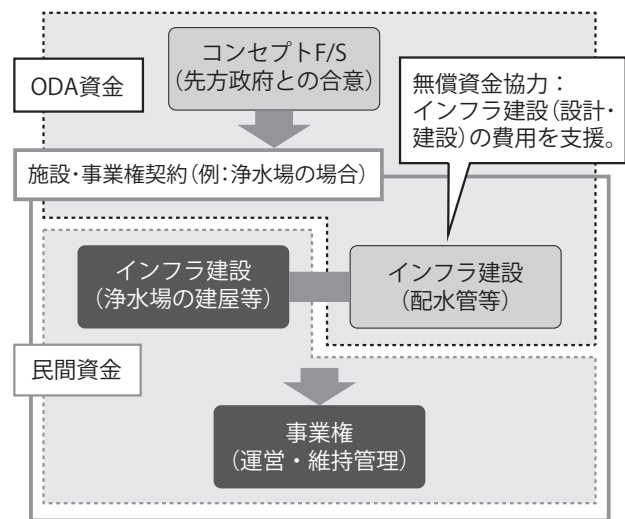 コンセプトF/S
（先方政府との合意）
ODA資金
無償資金協力：
インフラ建設（設計・
建設）の費用を支援。
施設・事業権契約（例：浄水場の場合）
インフラ建設
（浄水場の建屋等）
インフラ建設
（配水管等）
民間資金
事業権
（運営・維持管理）